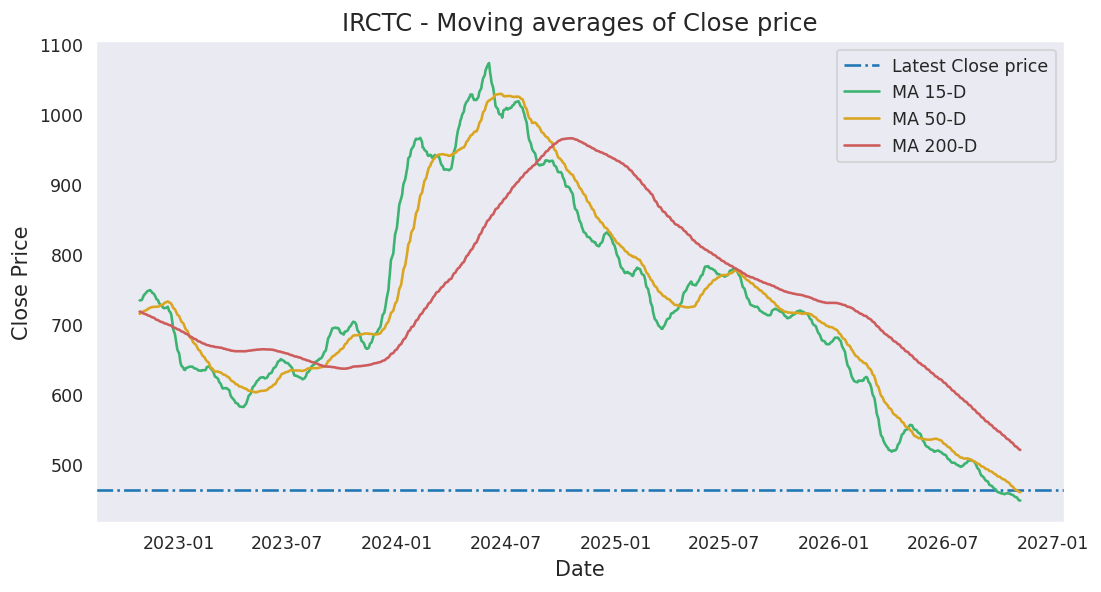 IRCTC - Moving averages of Close price
1100
1000
900
800
700
600
500
Close Price
Latest Close price
MA 15-D
MA 50-D
MA 200-D
2023-01 2023-07 2024-01 2024-07 2025-01 2025-07 2026-01 2026-07 2027-01
Date